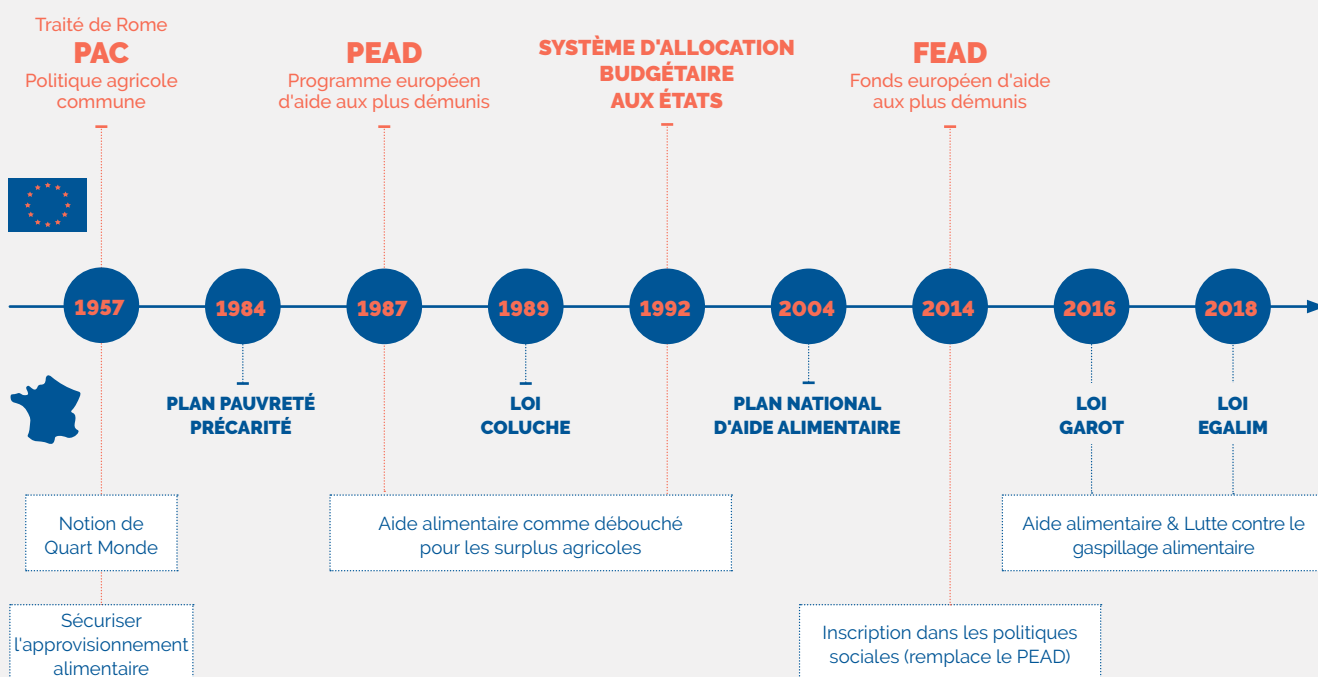 Traité de Rome
PAC
Politique agricole
commune
PEAD
Programme européen
d'aide aux plus démunis
SYSTÈME D'ALLOCATION
BUDGÉTAIRE
AUX ÉTATS
FEAD
Fonds européen d'aide
aux plus démunis
1957
1984
1987
1989
1992
2004
2014
2016
2018
PLAN PAUVRETÉ
PRÉCARITÉ
LOI
COLUCHE
PLAN NATIONAL
D'AIDE ALIMENTAIRE
LOI
GAROT
LOI
EGALIM
Notion de
Quart Monde
Aide alimentaire comme débouché
pour les surplus agricoles
Aide alimentaire & Lutte contre le
gaspillage alimentaire
Sécuriser
l'approvisionnement
alimentaire
Inscription dans les politiques
sociales (remplace le PEAD)